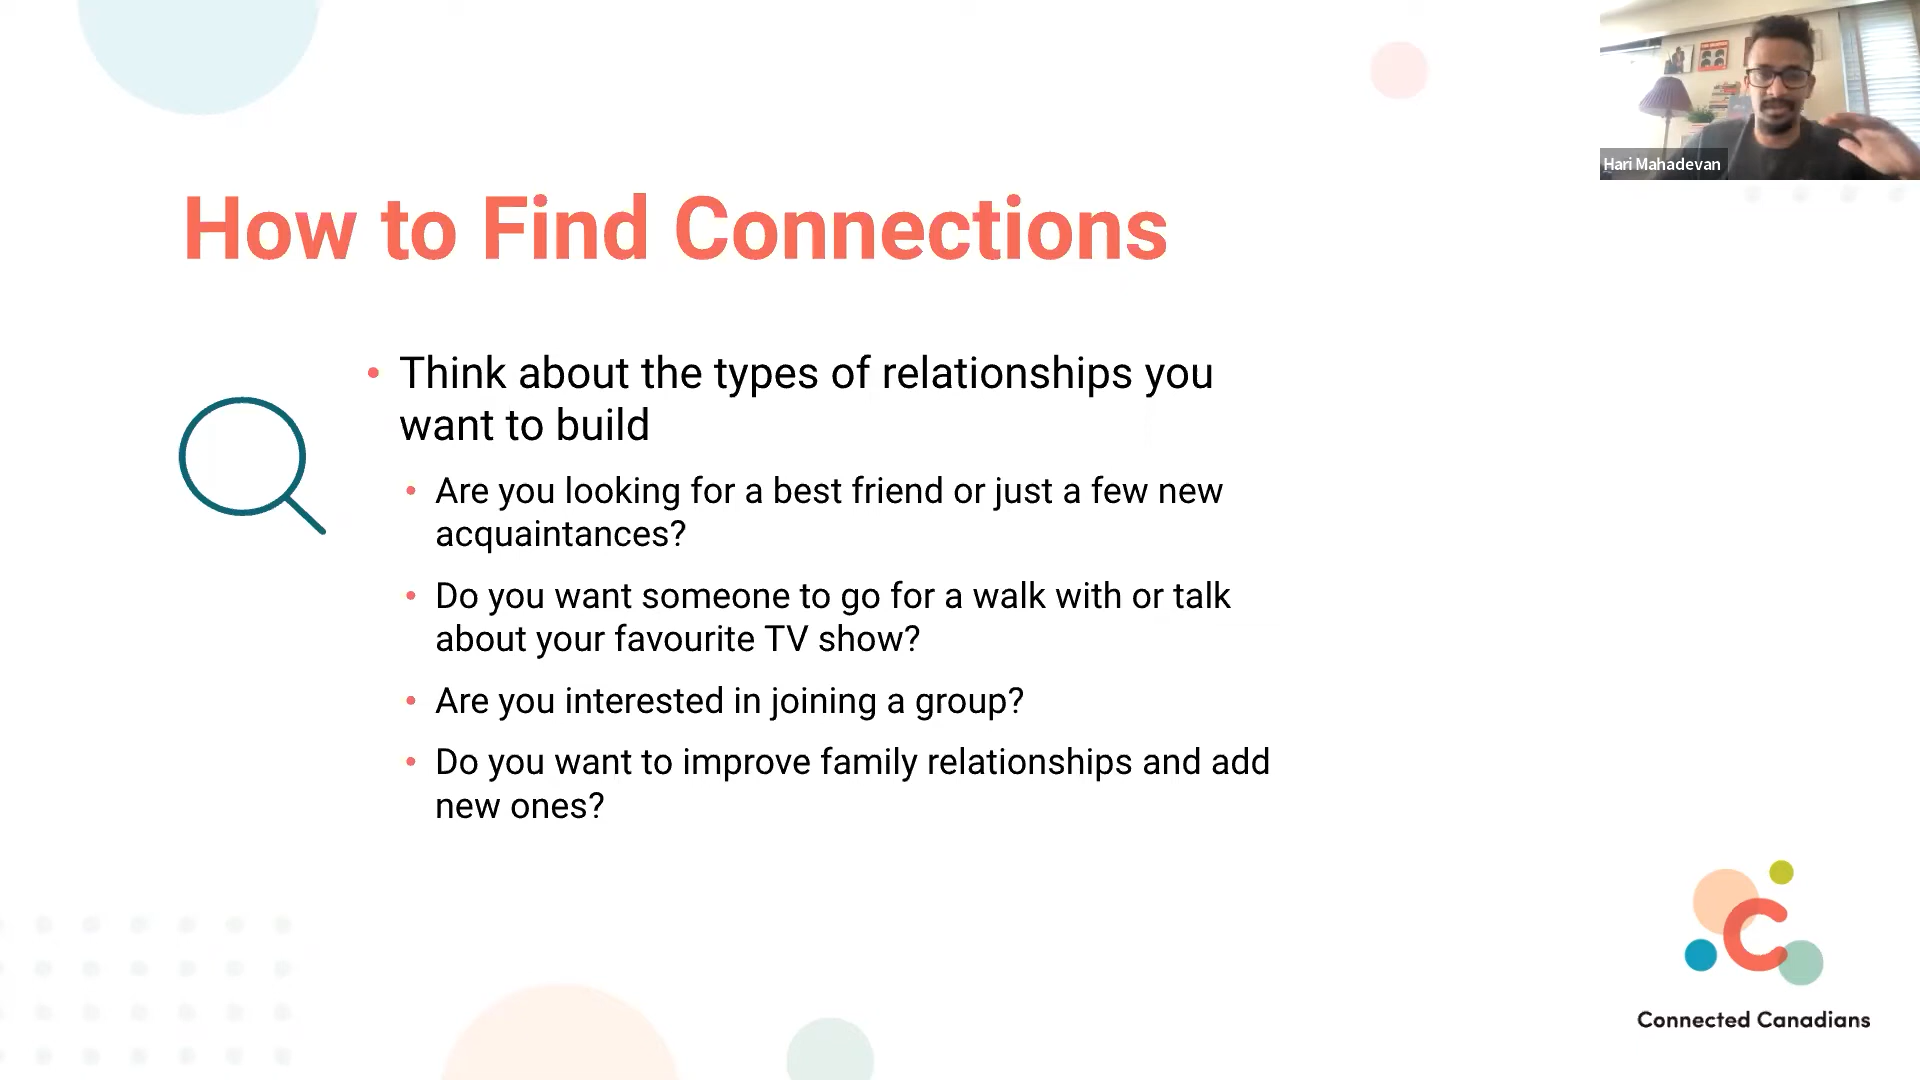 Hari Mahadevan
How to Find Connections
• Think about the types of relationships you
want to build
• Are you looking for a best friend or just a few new
acquaintances?
• Do you want someone to go for a walk with or talk
about your favourite TV show?
• Are you interested in joining a group?
• Do you want to improve family relationships and add
new ones?
C
Connected Canadians